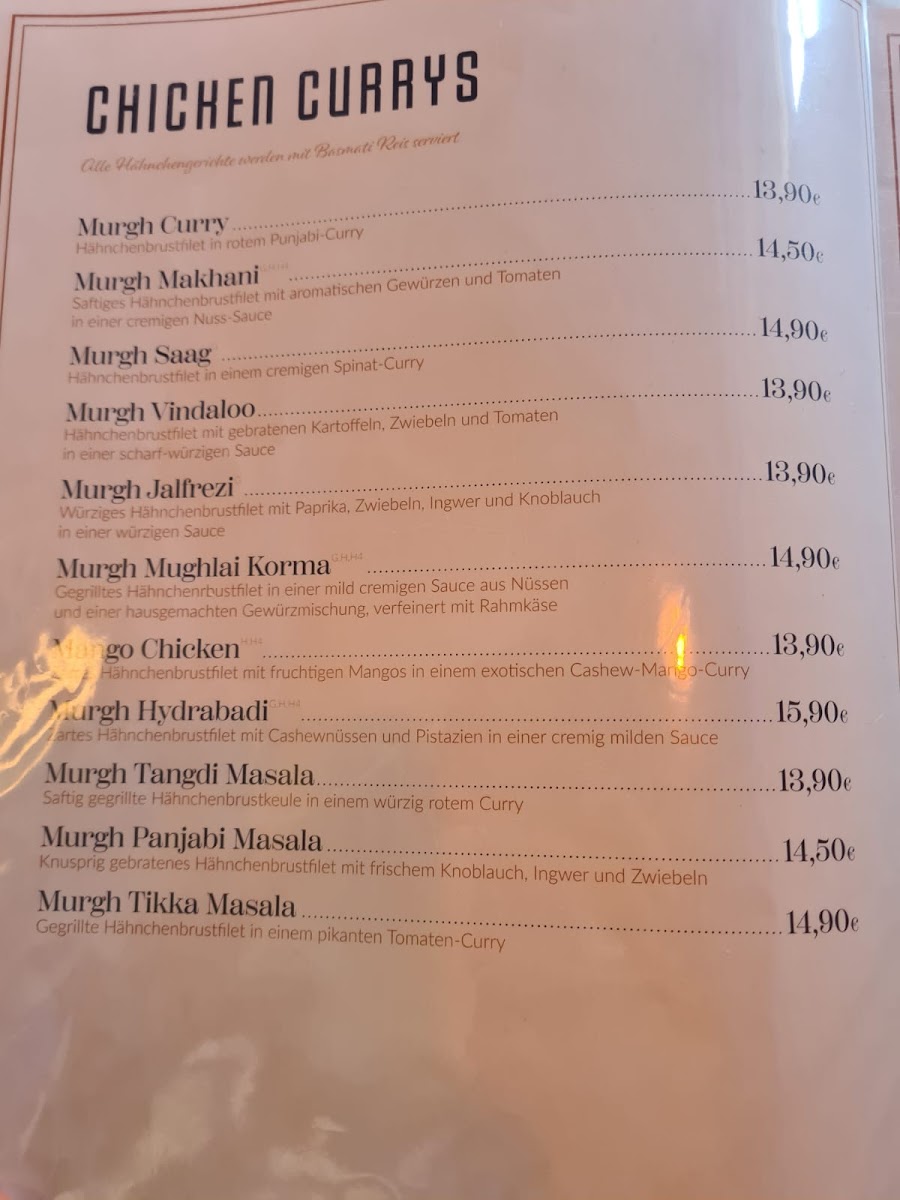 CHICKEN CURRYS
Alle Hähnchengerichte werden mit Basmati Reis serviert
Murgh Curry 13,90€
Hähnchenbrustfilet in rotem Punjabi-Curry
Murgh Makhani 14,50€
Saftiges Hähnchenbrustfilet mit aromatischen Gewürzen und Tomaten
in einer cremigen Nuss-Sauce
Murgh Saag 14,90€
Hähnchenbrustfilet in einem cremigen Spinat-Curry
Murgh Vindaloo 13,90€
Hähnchenbrustfilet mit gebratenen Kartoffeln, Zwiebeln und Tomaten
in einer scharf-würzigen Sauce
Murgh Jalfrezi 13,90€
Würziges Hähnchenbrustfilet mit Paprika, Zwiebeln, Ingwer und Knoblauch
in einer würzigen Sauce
Murgh Mughlai Korma G,H,H4 14,90€
Gegrilltes Hähnchenrbustfilet in einer mild cremigen Sauce aus Nüssen
und einer hausgemachten Gewürzmischung, verfeinert mit Rahmkäse
Mango Chicken H,H4 13,90€
Hähnchenbrustfilet mit fruchtigen Mangos in einem exotischen Cashew-Mango-Curry
Murgh Hydrabadi G,H,H4 15,90€
Zartes Hähnchenbrustfilet mit Cashewnüssen und Pistazien in einer cremig milden Sauce
Murgh Tangdi Masala 13,90€
Saftig gegrillte Hähnchenbrustkeule in einem würzig rotem Curry
Murgh Panjabi Masala 14,50€
Knusprig gebratenes Hähnchenbrustfilet mit frischem Knoblauch, Ingwer und Zwiebeln
Murgh Tikka Masala 14,90€
Gegrillte Hähnchenbrustfilet in einem pikanten Tomaten-Curry